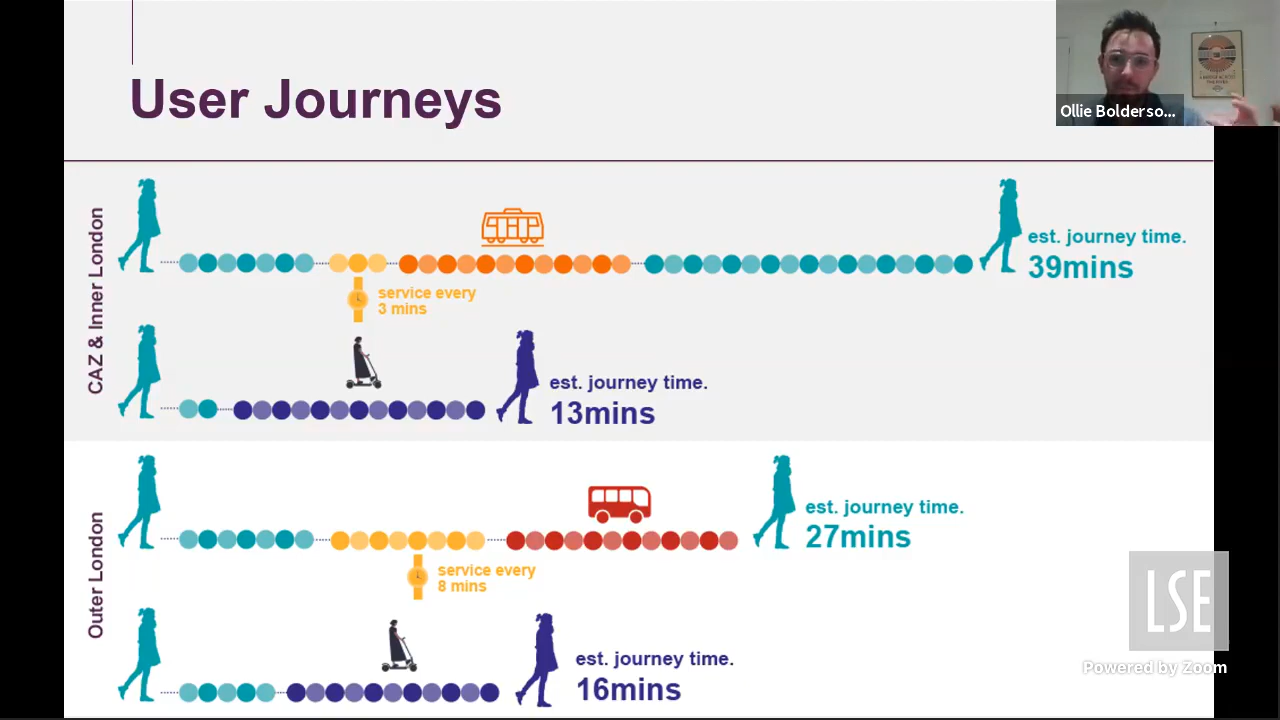 User Journeys
Ollie Bolderso...
CAZ & Inner London
est. journey time.
39mins
service every
3 mins
est. journey time.
13mins
Outer London
est. journey time.
27mins
service every
8 mins
est. journey time.
16mins
LSE
Powered by Zoom